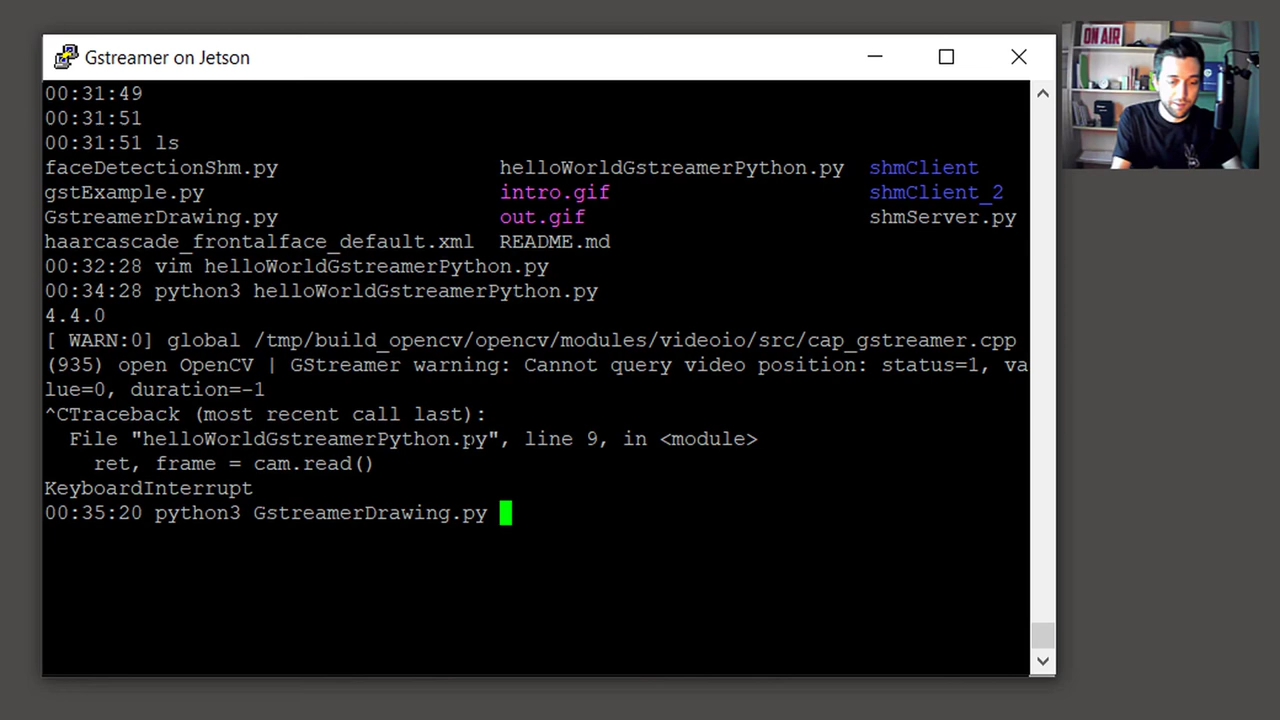 Gstreamer on Jetson
ON AIR
00:31:49
00:31:51
00:31:51 ls
faceDetectionShm.py helloWorldGstreamerPython.py shmClient
gstExample.py intro.gif shmClient_2
GstreamerDrawing.py out.gif shmServer.py
haarcascade_frontalface_default.xml README.md
00:32:28 vim helloWorldGstreamerPython.py
00:34:28 python3 helloWorldGstreamerPython.py
4.4.0
[ WARN:0] global /tmp/build_opencv/opencv/modules/videoio/src/cap_gstreamer.cpp
(935) open OpenCV | GStreamer warning: Cannot query video position: status=1, va
lue=0, duration=-1
^CTraceback (most recent call last):
  File "helloWorldGstreamerPython.py", line 9, in <module>
    ret, frame = cam.read()
KeyboardInterrupt
00:35:20 python3 GstreamerDrawing.py